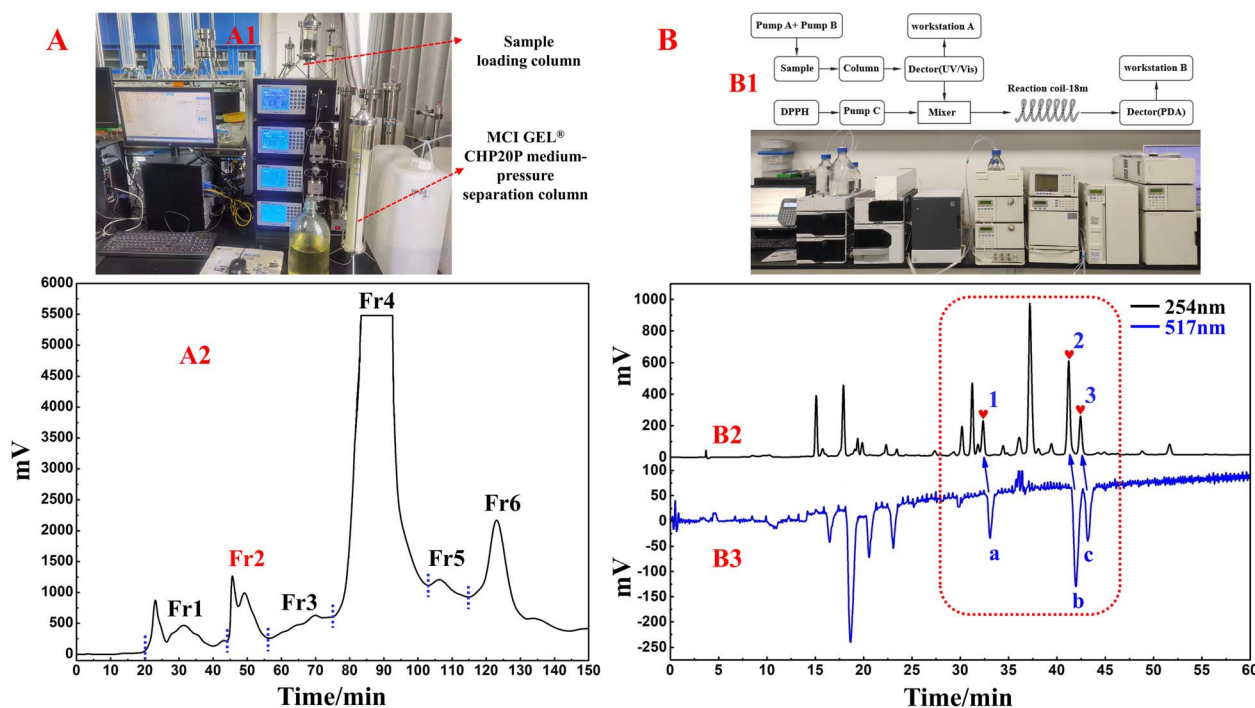 A
A1
Sample
loading column
MCI GEL®
CHP20P medium-
pressure
separation column
B
B1
Pump A+ Pump B
workstation A
Sample
Column
Dector(UV/Vis)
workstation B
Reaction coil-18m
DPPH
Pump C
Mixer
Dector(PDA)
A2
6000
5500
5000
4500
4000
3500
3000
2500
2000
1500
1000
500
0
mV
Fr1
Fr2
Fr3
Fr4
Fr5
Fr6
0 10 20 30 40 50 60 70 80 90 100 110 120 130 140 150
Time/min
254nm
517nm
1000
800
600
400
200
0
mV
B2
1
2
3
100
50
0
-50
-100
-150
-200
-250
mV
B3
a
b
c
0 5 10 15 20 25 30 35 40 45 50 55 60
Time/min